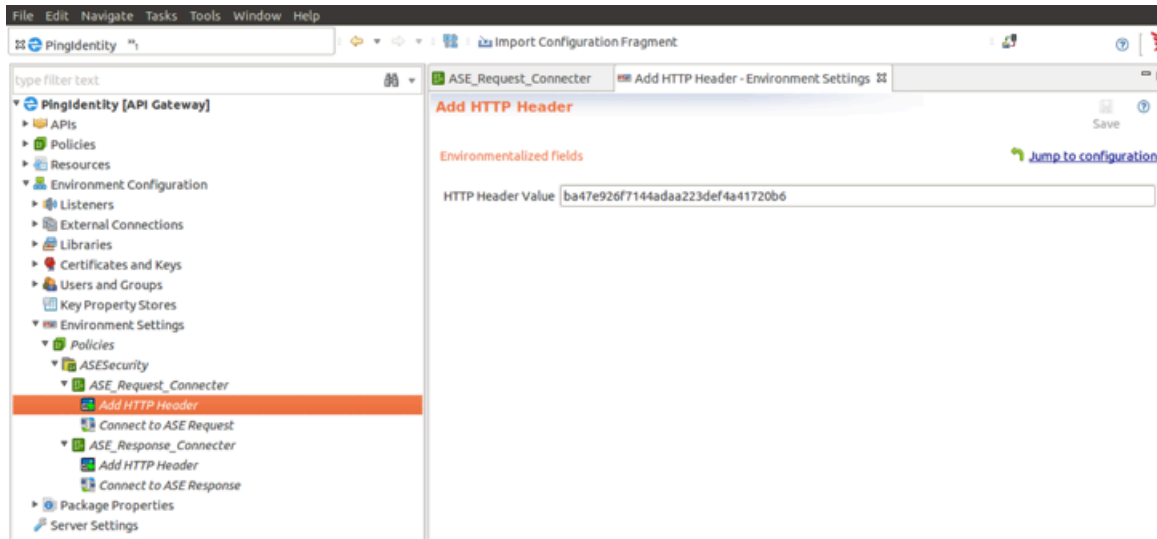 File Edit Navigate Tasks Tools Window Help
PingIdentity "1
Import Configuration Fragment
type filter text
PingIdentity [API Gateway]
APIs
Policies
Resources
Environment Configuration
Listeners
External Connections
Libraries
Certificates and Keys
Users and Groups
Key Property Stores
Environment Settings
Policies
ASESecurity
ASE_Request_Connecter
Add HTTP Header
Connect to ASE Request
ASE_Response_Connecter
Add HTTP Header
Connect to ASE Response
Package Properties
Server Settings
ASE_Request_Connecter
Add HTTP Header - Environment Settings
Add HTTP Header
Save
Environmentalized fields
Jump to configuration
HTTP Header Value ba47e926f7144adaa223def4a41720b6